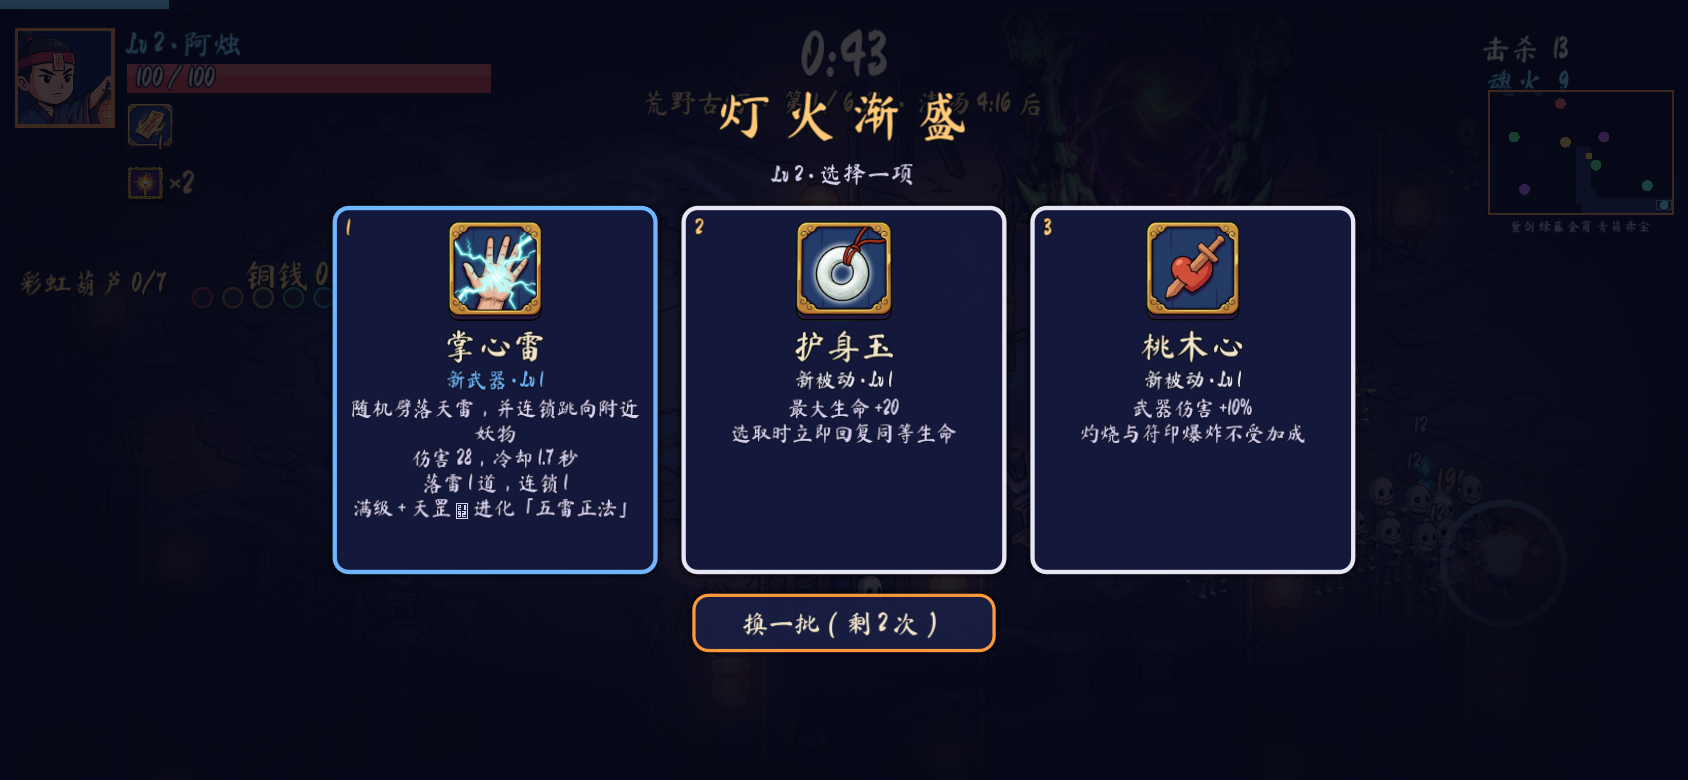 Lv 2·阿烛
100 / 100
×2
彩虹葫芦 0/7
铜钱 0
0:43
击杀 13
魂火 9
灯火渐盛
Lv 2·选择一项
1
掌心雷
新武器·Lv 1
随机劈落天雷，并连锁跳向附近
妖物
伤害 28，冷却 1.7 秒
落雷 1 道，连锁 1
满级 + 天罡 进化「五雷正法」
2
护身玉
新被动·Lv 1
最大生命 +20
选取时立即回复同等生命
3
桃木心
新被动·Lv 1
武器伤害 +10%
灼烧与符印爆炸不受加成
换一批 ( 剩 2 次 )
12
12
19!